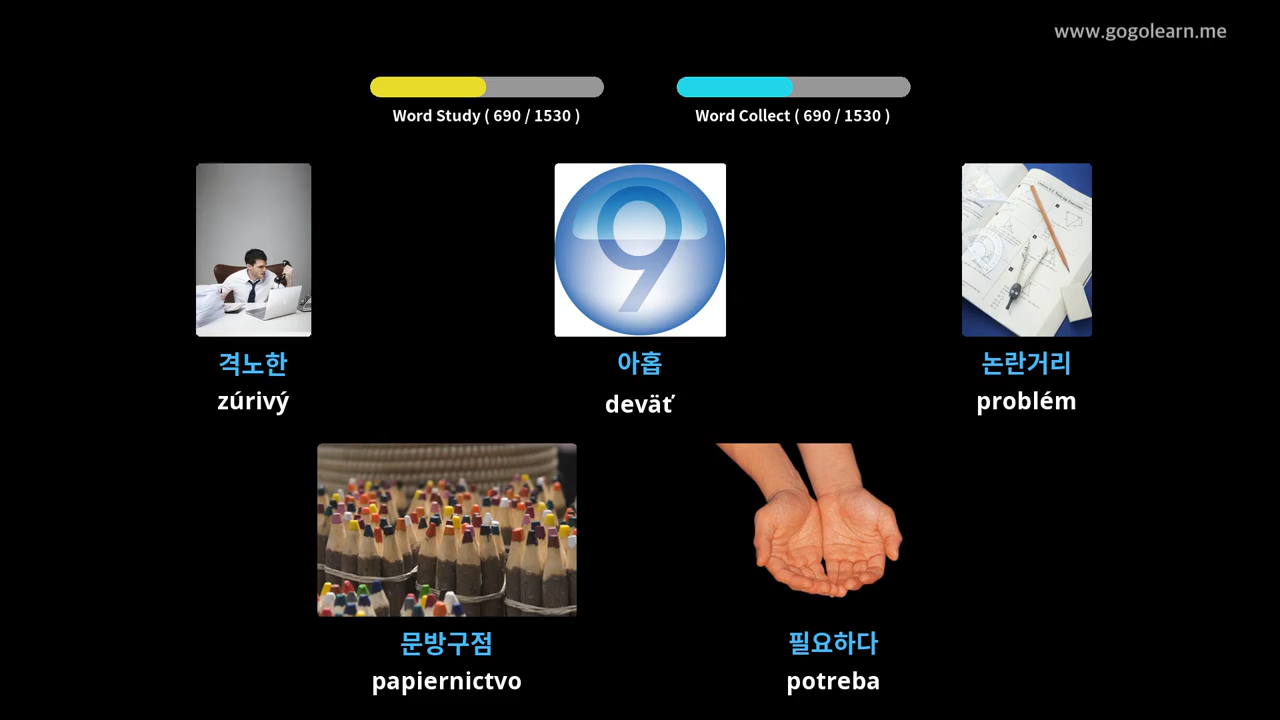 www.gogolearn.me
Word Study ( 690 / 1530 )
Word Collect ( 690 / 1530 )
9
격노한
zúrivý
아홉
deväť
논란거리
problém
문방구점
papiernictvo
필요하다
potreba